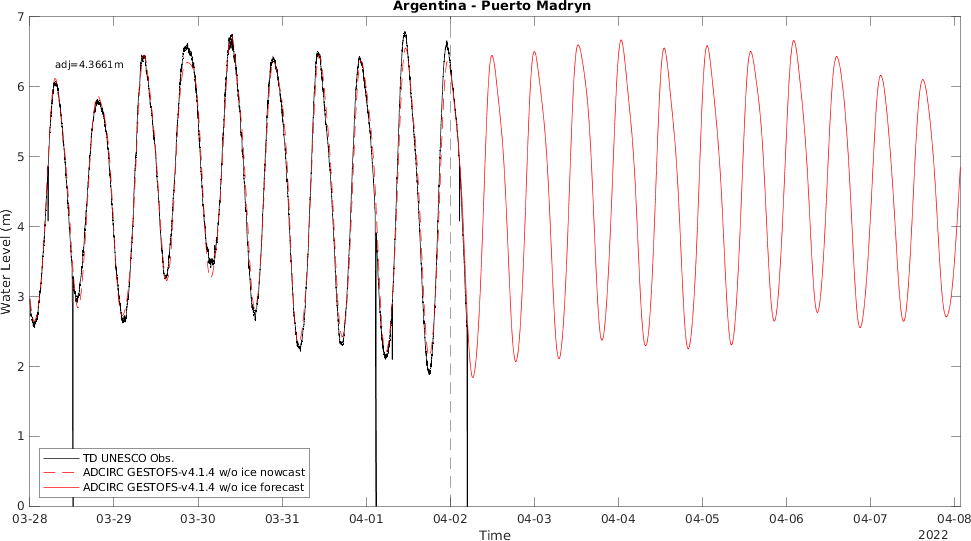 Argentina - Puerto Madryn
7
adj=4.3661m
6
5
4
3
2
1
0
Water Level (m)
TD UNESCO Obs.
ADCIRC GESTOFS-v4.1.4 w/o ice nowcast
ADCIRC GESTOFS-v4.1.4 w/o ice forecast
03-28 03-29 03-30 03-31 04-01 04-02 04-03 04-04 04-05 04-06 04-07 04-08
Time
2022